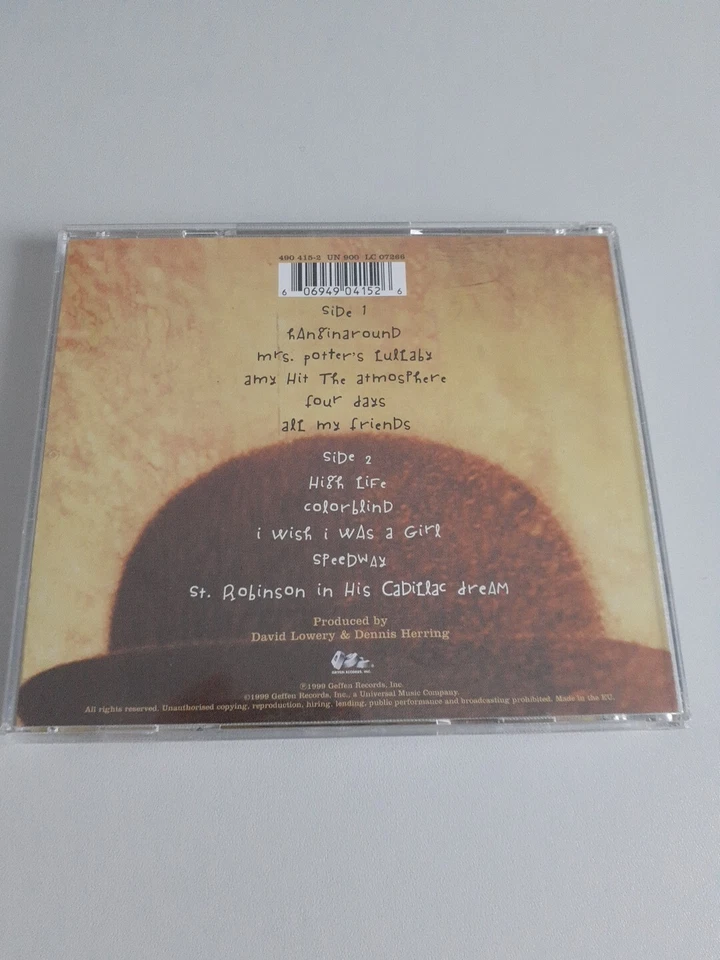 490 415-2 UN 900 LC 07266
6 06949 04152 6
Side 1
hAnginarounD
mrs. potter's LulLaby
amy Hit The atmosPhere
four days
alL my friends
Side 2
HigH LiFe
colorblinD
i wish i wAs a GirL
SPeeDwAy
St. Robinson in His CaDilLac dreAM
Produced by
David Lowery & Dennis Herring
GEFFEN RECORDS, INC.
℗1999 Geffen Records, Inc.
©1999 Geffen Records, Inc., a Universal Music Company.
All rights reserved. Unauthorised copying, reproduction, hiring, lending, public performance and broadcasting prohibited. Made in the EU.